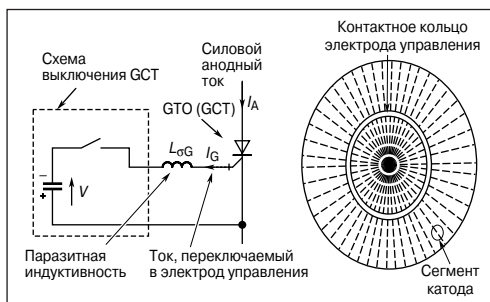 Схема
выключения GCT
Силовой
анодный
ток
I_A
GTO (GCT)
L_σG
I_G
–
+
V
Паразитная
индуктивность
Ток, переключаемый
в электрод управления
Контактное кольцо
электрода управления
Сегмент
катода